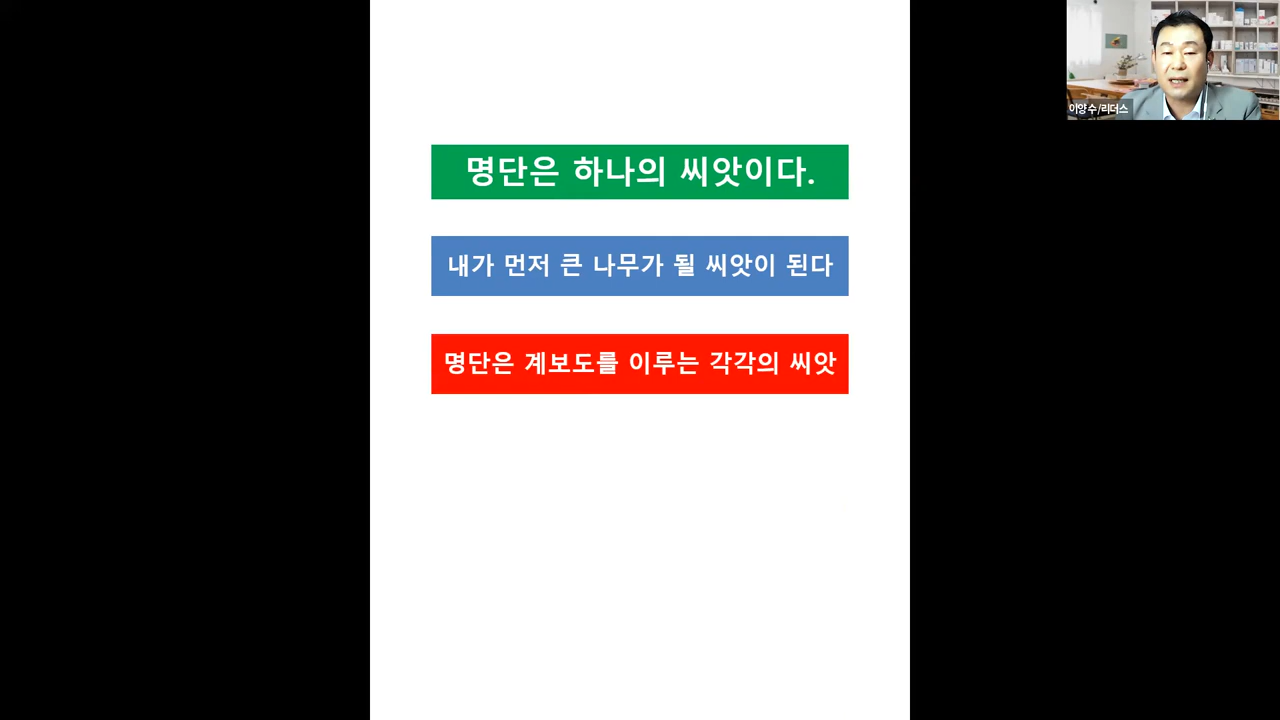 명단은 하나의 씨앗이다.
내가 먼저 큰 나무가 될 씨앗이 된다
명단은 계보도를 이루는 각각의 씨앗
이양수/리더스